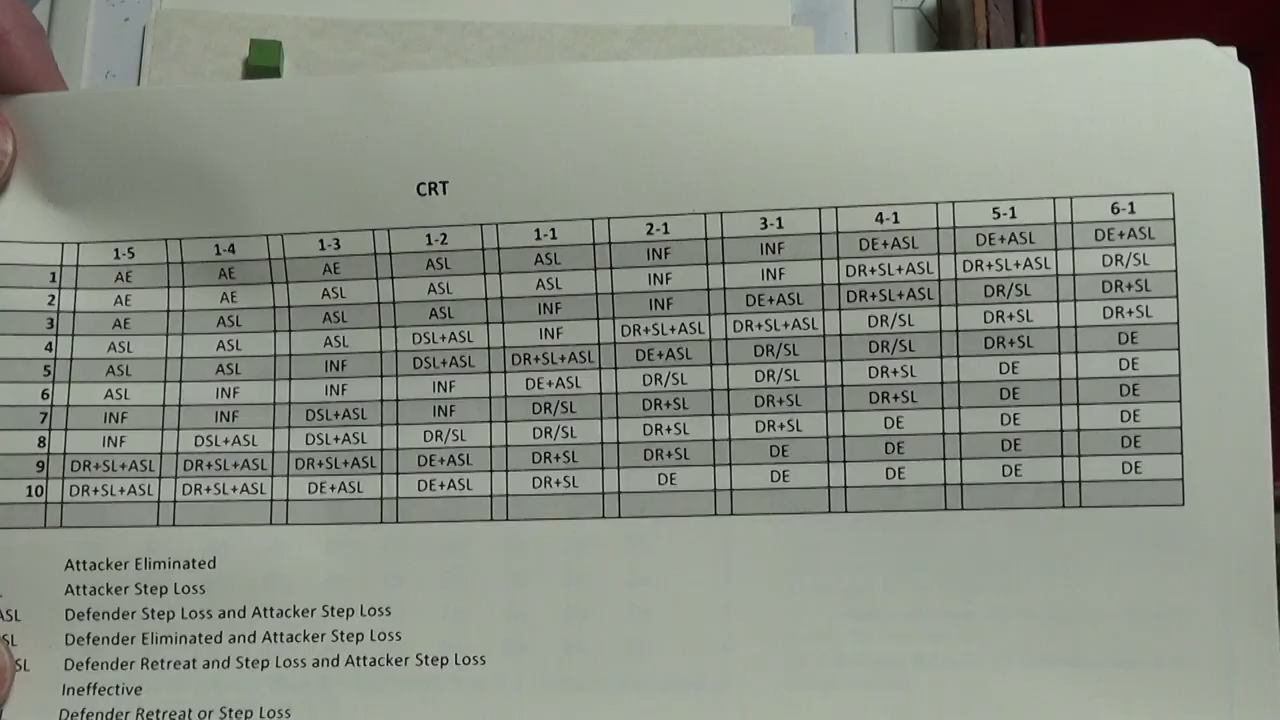 CRT
1-5 1-4 1-3 1-2 1-1 2-1 3-1 4-1 5-1 6-1
1 AE AE AE ASL ASL INF INF DE+ASL DE+ASL DE+ASL
2 AE AE ASL ASL ASL INF INF DR+SL+ASL DR+SL+ASL DR/SL
3 AE ASL ASL ASL INF INF DE+ASL DR+SL+ASL DR/SL DR+SL
4 ASL ASL ASL DSL+ASL INF DR+SL+ASL DR+SL+ASL DR/SL DR+SL DR+SL
5 ASL ASL INF DSL+ASL DR+SL+ASL DE+ASL DR/SL DR/SL DR+SL DE
6 ASL INF INF INF DE+ASL DR/SL DR/SL DR+SL DE DE
7 INF INF DSL+ASL INF DR/SL DR+SL DR+SL DR+SL DE DE
8 INF DSL+ASL DSL+ASL DR/SL DR/SL DR+SL DR+SL DE DE DE
9 DR+SL+ASL DR+SL+ASL DR+SL+ASL DE+ASL DR+SL DR+SL DE DE DE DE
10 DR+SL+ASL DR+SL+ASL DE+ASL DE+ASL DR+SL DE DE DE DE DE
Attacker Eliminated
Attacker Step Loss
ASL Defender Step Loss and Attacker Step Loss
SL Defender Eliminated and Attacker Step Loss
SL Defender Retreat and Step Loss and Attacker Step Loss
Ineffective
Defender Retreat or Step Loss